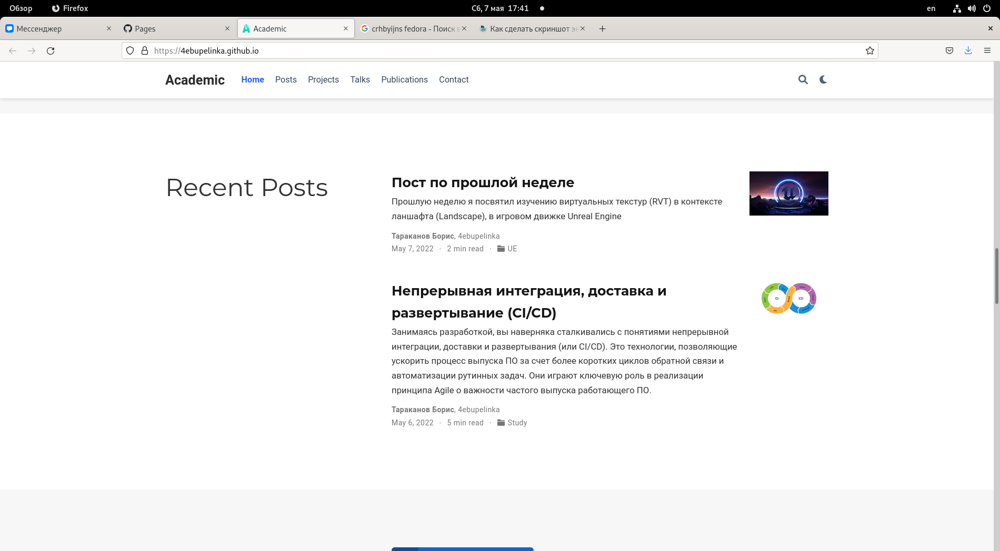 Обзор Firefox Сб, 7 мая 17:41 en
Мессенджер Pages Academic crhbyijns fedora - Поиск в Как сделать скриншот эк
https://4ebupelinka.github.io
Academic Home Posts Projects Talks Publications Contact
Recent Posts
Пост по прошлой неделе
Прошлую неделю я посвятил изучению виртуальных текстур (RVT) в контексте
ланшафта (Landscape), в игровом движке Unreal Engine
Тараканов Борис, 4ebupelinka
May 7, 2022 · 2 min read · UE
Непрерывная интеграция, доставка и
развертывание (CI/CD)
CI CD
Занимаясь разработкой, вы наверняка сталкивались с понятиями непрерывной
интеграции, доставки и развертывания (или CI/CD). Это технологии, позволяющие
ускорить процесс выпуска ПО за счет более коротких циклов обратной связи и
автоматизации рутинных задач. Они играют ключевую роль в реализации
принципа Agile о важности частого выпуска работающего ПО.
Тараканов Борис, 4ebupelinka
May 6, 2022 · 5 min read · Study